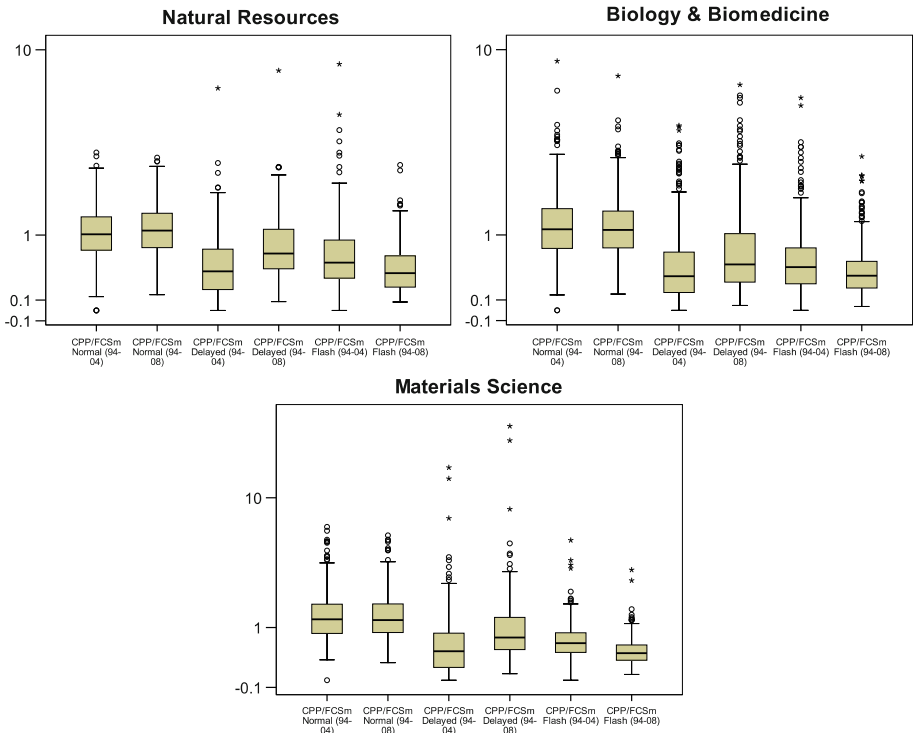 Natural Resources
10
1
0.1
-0.1
CPP/FCSm Normal (94-04)
CPP/FCSm Normal (94-08)
CPP/FCSm Delayed (94-04)
CPP/FCSm Delayed (94-08)
CPP/FCSm Flash (94-04)
CPP/FCSm Flash (94-08)
Biology & Biomedicine
10
1
0.1
-0.1
CPP/FCSm Normal (94-04)
CPP/FCSm Normal (94-08)
CPP/FCSm Delayed (94-04)
CPP/FCSm Delayed (94-08)
CPP/FCSm Flash (94-04)
CPP/FCSm Flash (94-08)
Materials Science
10
1
-0.1
CPP/FCSm Normal (94-04)
CPP/FCSm Normal (94-08)
CPP/FCSm Delayed (94-04)
CPP/FCSm Delayed (94-08)
CPP/FCSm Flash (94-04)
CPP/FCSm Flash (94-08)